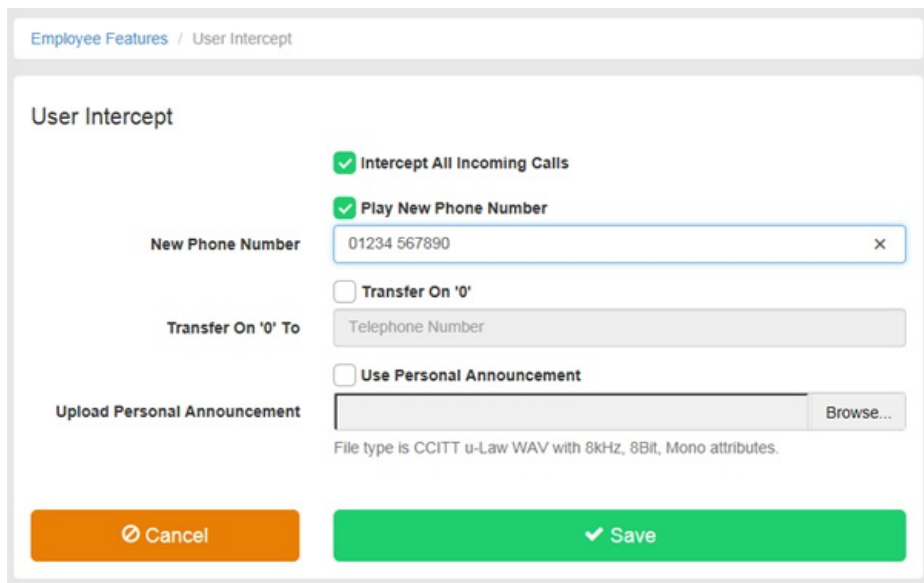 Employee Features / User Intercept
User Intercept
Intercept All Incoming Calls
Play New Phone Number
New Phone Number 01234 567890
Transfer On '0'
Transfer On '0' To Telephone Number
Use Personal Announcement
Upload Personal Announcement Browse...
File type is CCITT u-Law WAV with 8kHz, 8Bit, Mono attributes.
Cancel Save